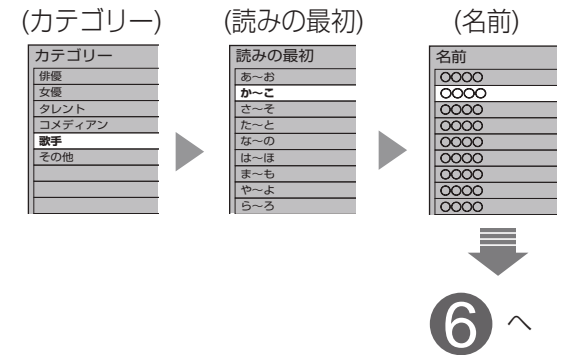 (カテゴリー)
カテゴリー
俳優
女優
タレント
コメディアン
歌手
その他
(読みの最初)
読みの最初
あ〜お
か〜こ
さ〜そ
た〜と
な〜の
は〜ほ
ま〜も
や〜よ
ら〜ろ
(名前)
名前
○○○○
○○○○
○○○○
○○○○
○○○○
○○○○
○○○○
○○○○
○○○○
6 へ